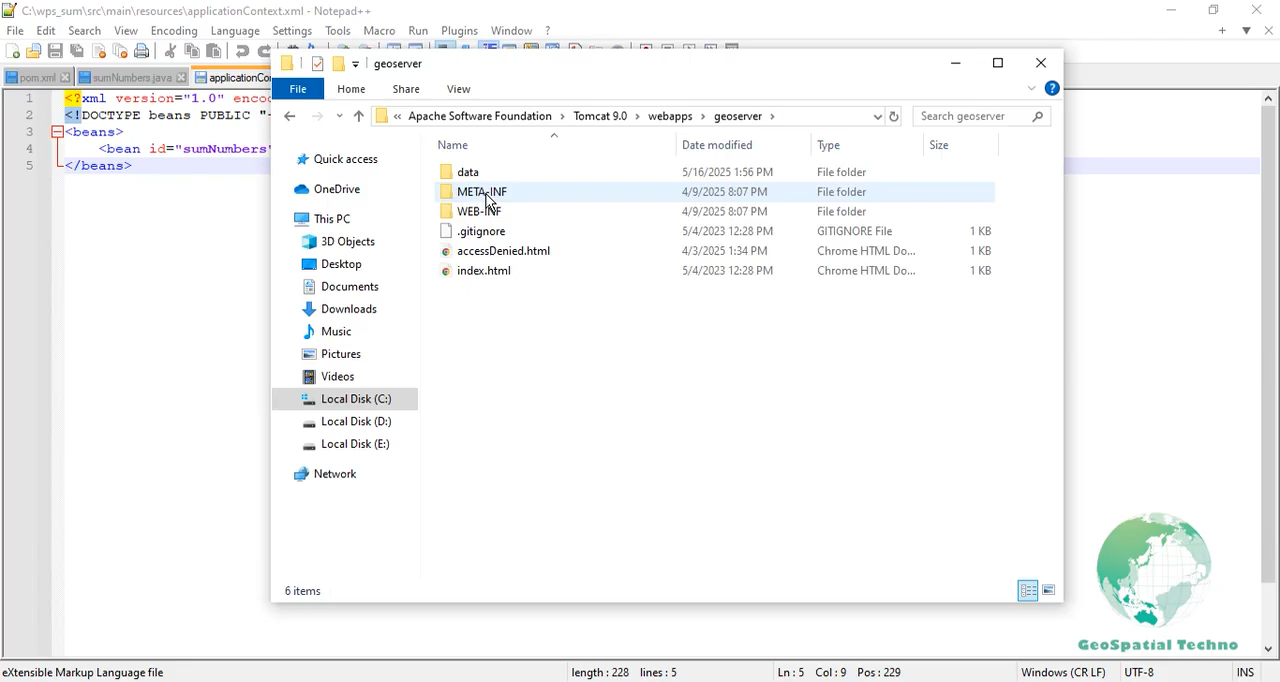 C:\wps_sum\src\main\resources\applicationContext.xml - Notepad++
File Edit Search View Encoding Language Settings Tools Macro Run Plugins Window ?
pom.xml sumNumbers.java applicationCo
1 <?xml version="1.0" enco
2 <!DOCTYPE beans PUBLIC "-
3 <beans>
4 <bean id="sumNumbers"
5 </beans>
geoserver
File Home Share View
« Apache Software Foundation > Tomcat 9.0 > webapps > geoserver >
Search geoserver
Quick access
OneDrive
This PC
3D Objects
Desktop
Documents
Downloads
Music
Pictures
Videos
Local Disk (C:)
Local Disk (D:)
Local Disk (E:)
Network
Name Date modified Type Size
data 5/16/2025 1:56 PM File folder
META-INF 4/9/2025 8:07 PM File folder
WEB-INF 4/9/2025 8:07 PM File folder
.gitignore 5/4/2023 12:28 PM GITIGNORE File 1 KB
accessDenied.html 4/3/2025 1:34 PM Chrome HTML Do... 1 KB
index.html 5/4/2023 12:28 PM Chrome HTML Do... 1 KB
6 items
GeoSpatial Techno
eXtensible Markup Language file length : 228 lines : 5 Ln : 5 Col : 9 Pos : 229 Windows (CR LF) UTF-8 INS